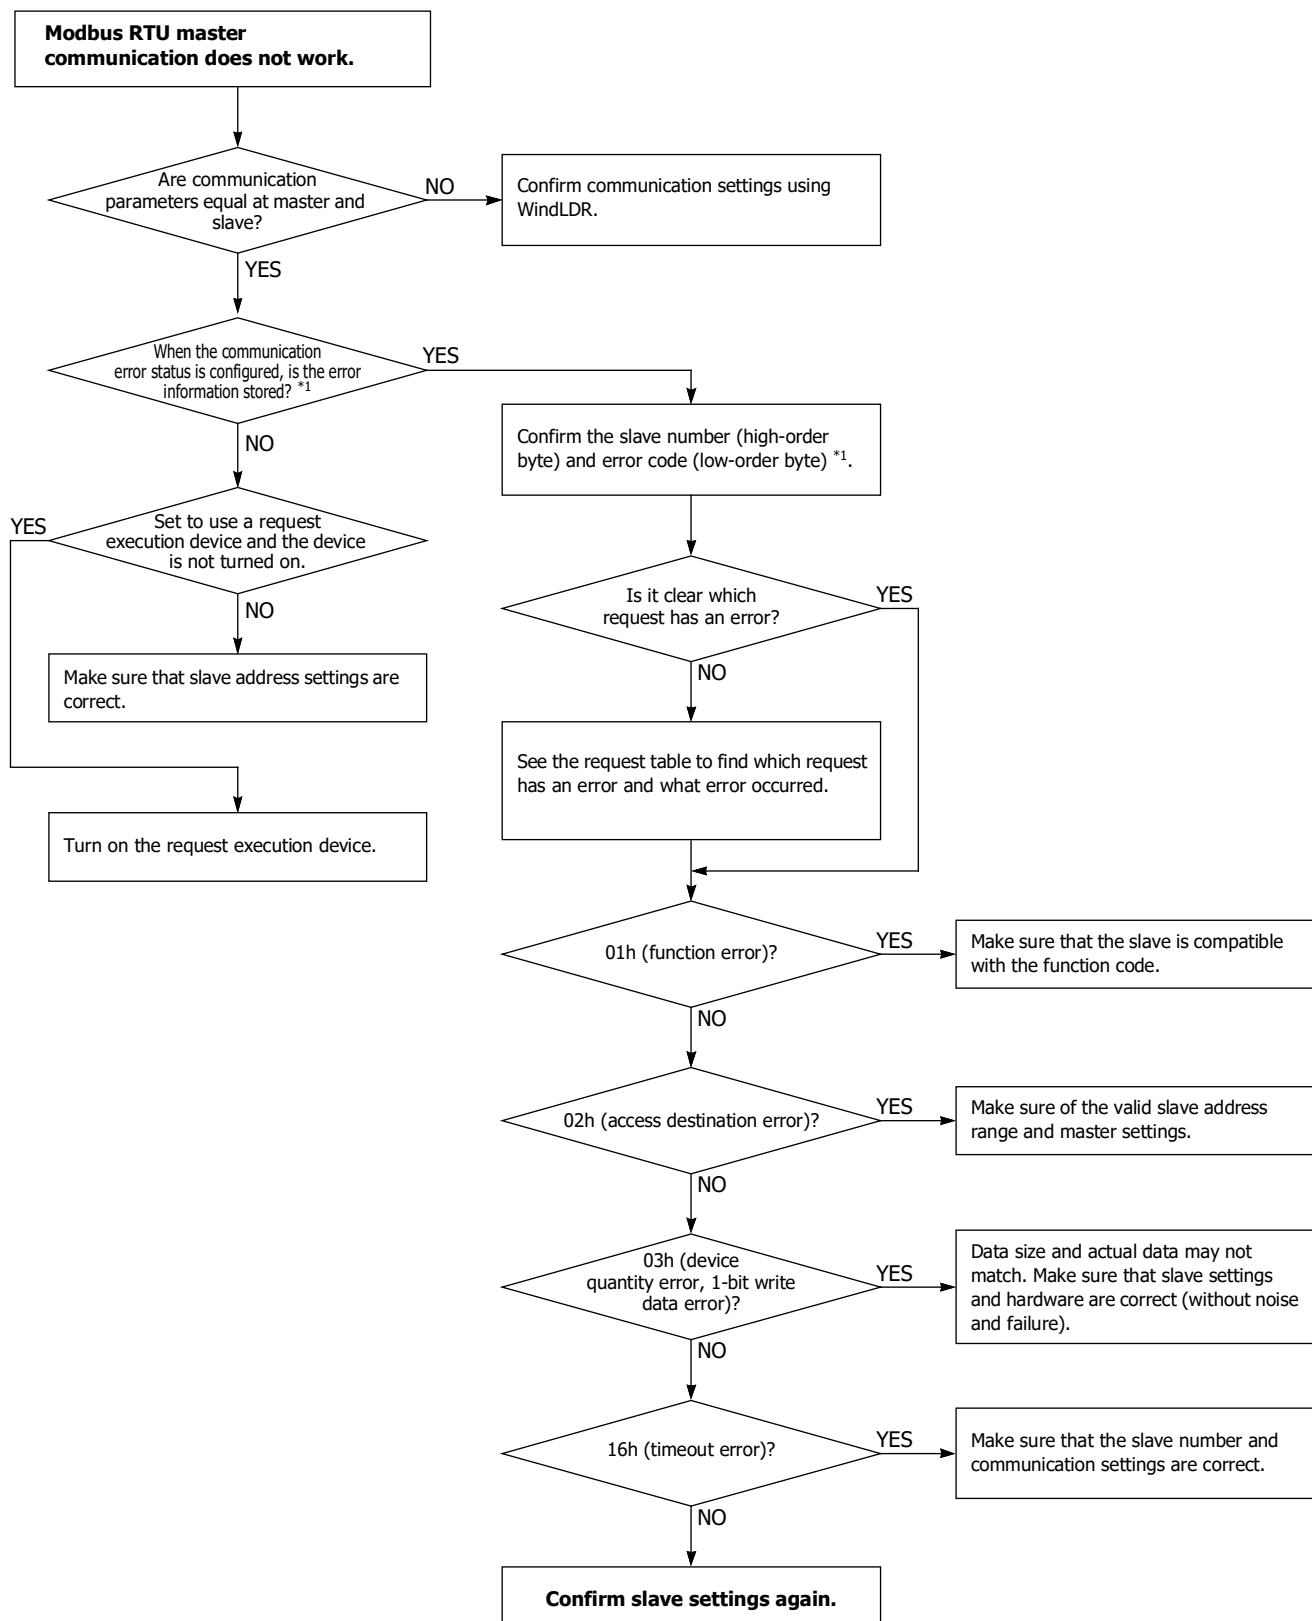 Modbus RTU master
communication does not work.
Are communication
parameters equal at master and
slave?
NO
Confirm communication settings using
WindLDR.
YES
When the communication
error status is configured, is the error
information stored? *1
YES
NO
Confirm the slave number (high-order
byte) and error code (low-order byte) *1.
YES
Set to use a request
execution device and the device
is not turned on.
NO
Is it clear which
request has an error?
YES
NO
Make sure that slave address settings are
correct.
See the request table to find which request
has an error and what error occurred.
Turn on the request execution device.
01h (function error)?
YES
Make sure that the slave is compatible
with the function code.
NO
02h (access destination error)?
YES
Make sure of the valid slave address
range and master settings.
NO
03h (device
quantity error, 1-bit write
data error)?
YES
Data size and actual data may not
match. Make sure that slave settings
and hardware are correct (without noise
and failure).
NO
16h (timeout error)?
YES
Make sure that the slave number and
communication settings are correct.
NO
Confirm slave settings again.